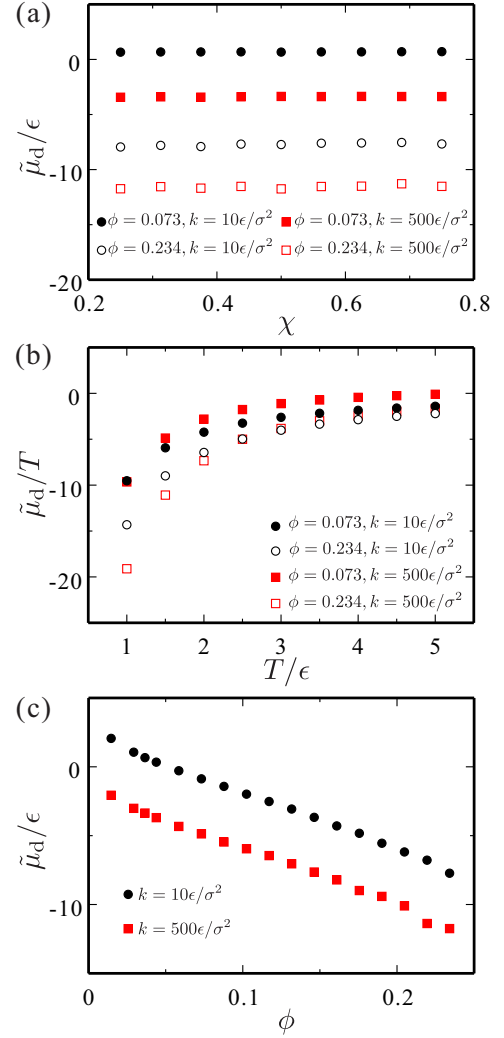 (a)
0
-10
-20
μ̃_d/ϵ
ϕ = 0.073, k = 10ϵ/σ² ϕ = 0.073, k = 500ϵ/σ²
ϕ = 0.234, k = 10ϵ/σ² ϕ = 0.234, k = 500ϵ/σ²
0.2 0.4 0.6 0.8
χ
(b)
0
-10
-20
μ̃_d/T
ϕ = 0.073, k = 10ϵ/σ²
ϕ = 0.234, k = 10ϵ/σ²
ϕ = 0.073, k = 500ϵ/σ²
ϕ = 0.234, k = 500ϵ/σ²
1 2 3 4 5
T/ϵ
(c)
0
-10
μ̃_d/ϵ
k = 10ϵ/σ²
k = 500ϵ/σ²
0 0.1 0.2
ϕ